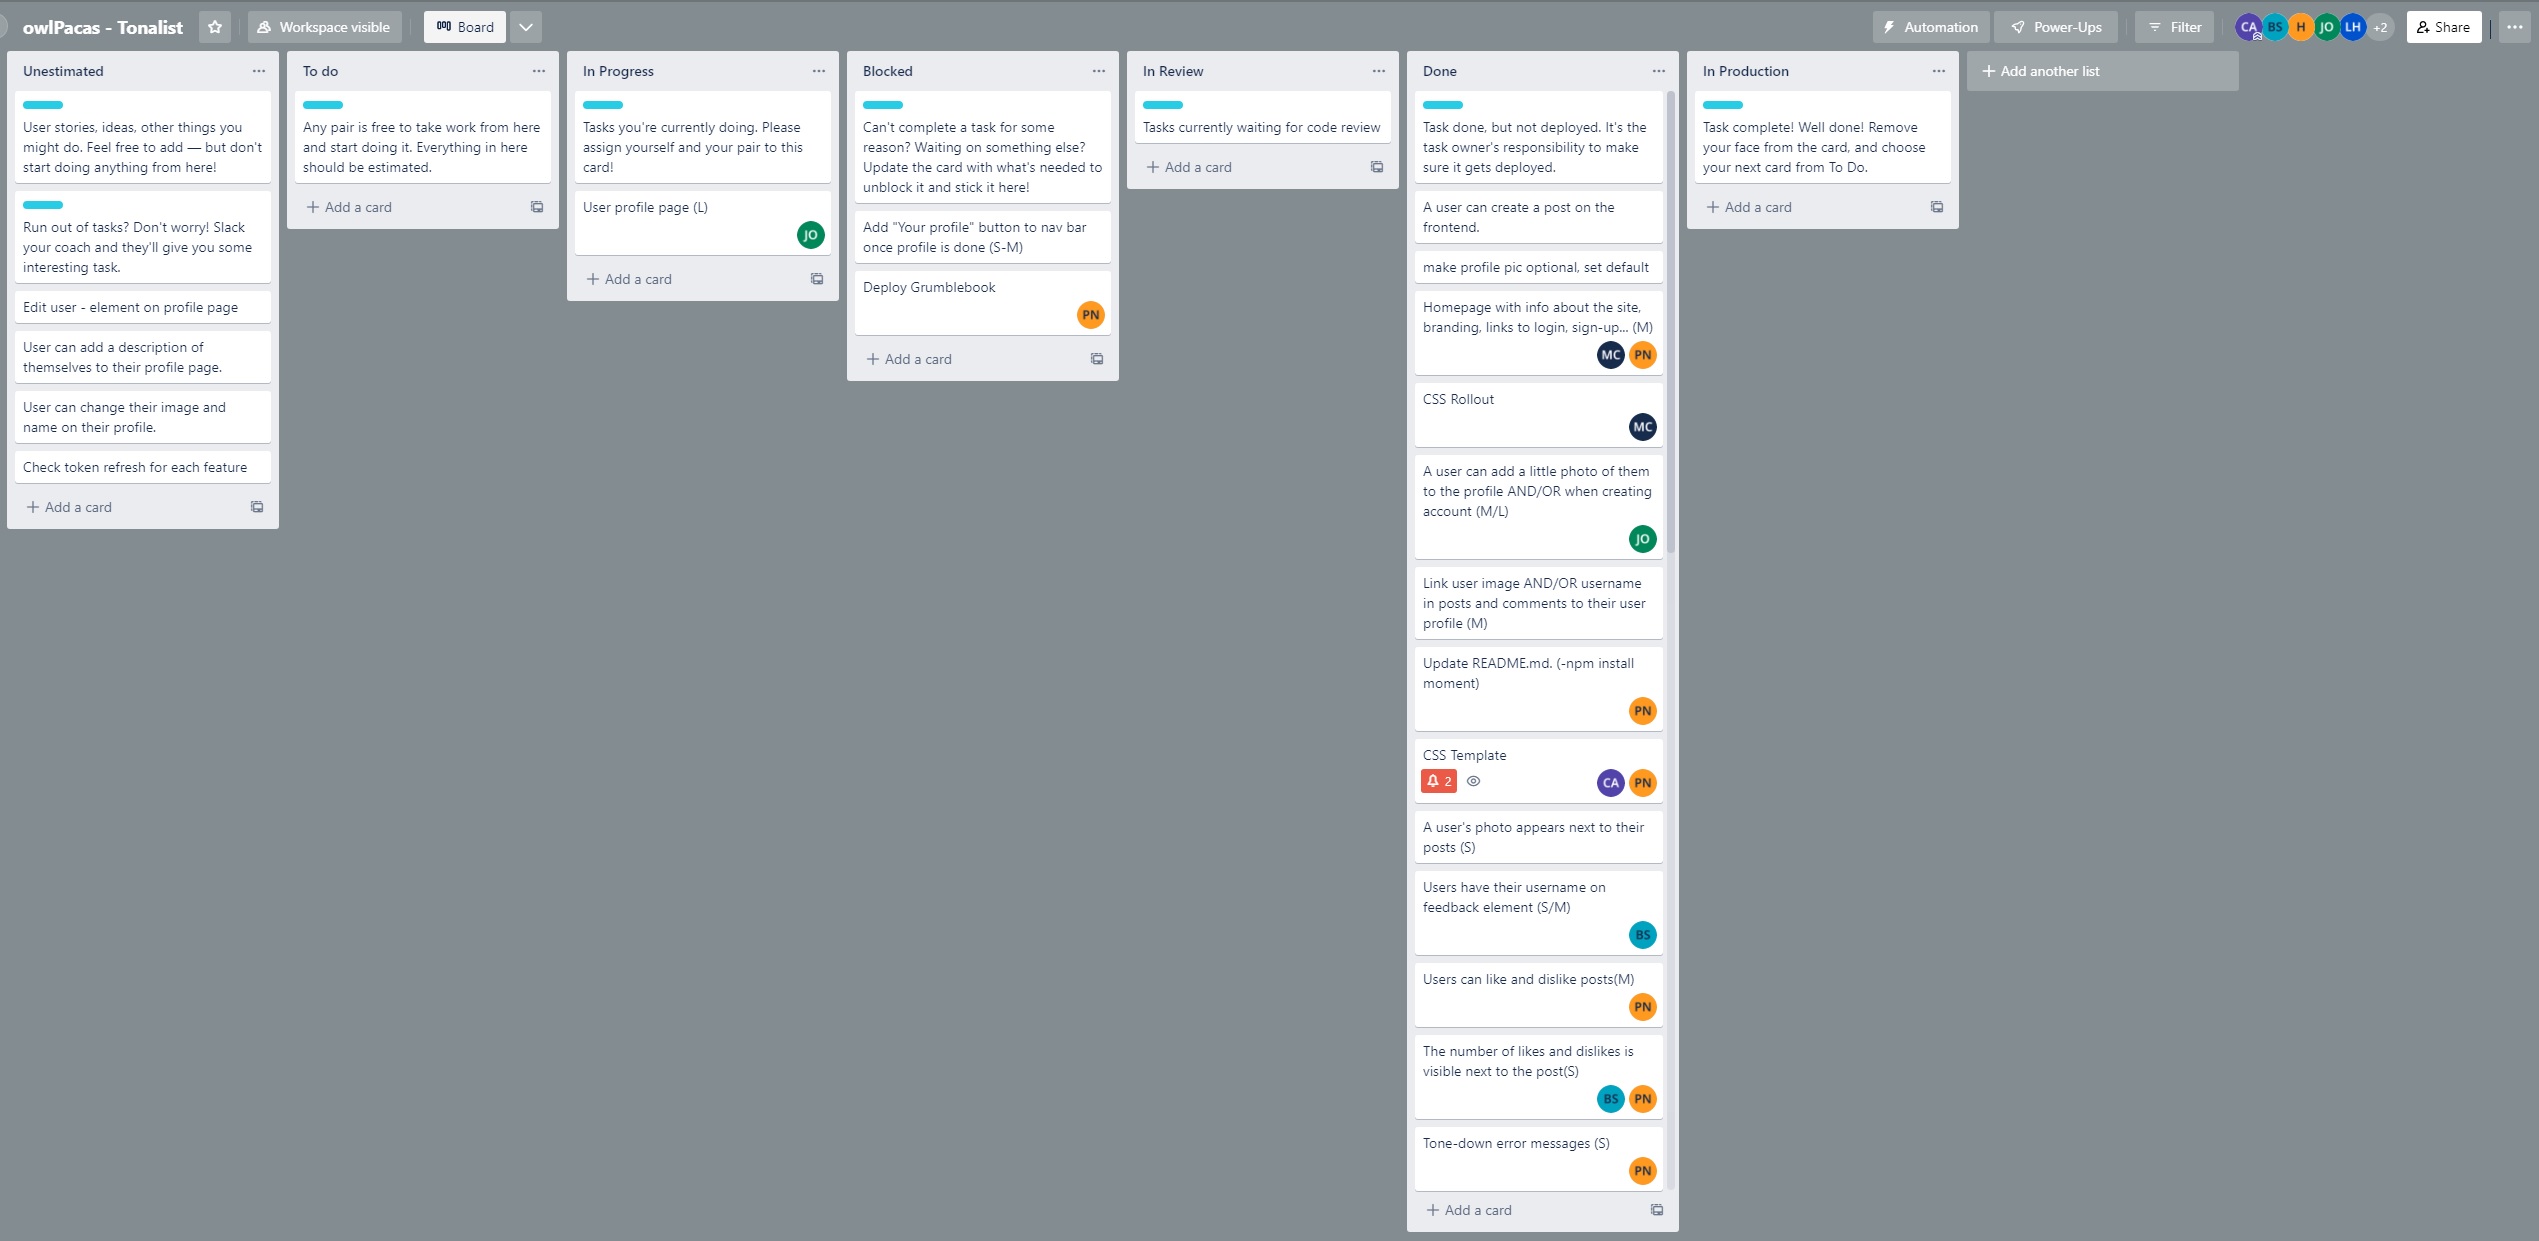 owlPacas - Tonalist
Workspace visible
Board
Automation
Power-Ups
Filter
CA
BS
H
JO
LH
+2
Share
Unestimated
User stories, ideas, other things you
might do. Feel free to add — but don't
start doing anything from here!
Run out of tasks? Don't worry! Slack
your coach and they'll give you some
interesting task.
Edit user - element on profile page
User can add a description of
themselves to their profile page.
User can change their image and
name on their profile.
Check token refresh for each feature
Add a card
To do
Any pair is free to take work from here
and start doing it. Everything in here
should be estimated.
Add a card
In Progress
Tasks you're currently doing. Please
assign yourself and your pair to this
card!
User profile page (L)
JO
Add a card
Blocked
Can't complete a task for some
reason? Waiting on something else?
Update the card with what's needed to
unblock it and stick it here!
Add "Your profile" button to nav bar
once profile is done (S-M)
Deploy Grumblebook
PN
Add a card
In Review
Tasks currently waiting for code review
Add a card
Done
Task done, but not deployed. It's the
task owner's responsibility to make
sure it gets deployed.
A user can create a post on the
frontend.
make profile pic optional, set default
Homepage with info about the site,
branding, links to login, sign-up... (M)
MC PN
CSS Rollout
MC
A user can add a little photo of them
to the profile AND/OR when creating
account (M/L)
JO
Link user image AND/OR username
in posts and comments to their user
profile (M)
Update README.md. (-npm install
moment)
PN
CSS Template
2 CA PN
A user's photo appears next to their
posts (S)
Users have their username on
feedback element (S/M)
BS
Users can like and dislike posts(M)
PN
The number of likes and dislikes is
visible next to the post(S)
BS PN
Tone-down error messages (S)
PN
Add a card
In Production
Task complete! Well done! Remove
your face from the card, and choose
your next card from To Do.
Add a card
Add another list